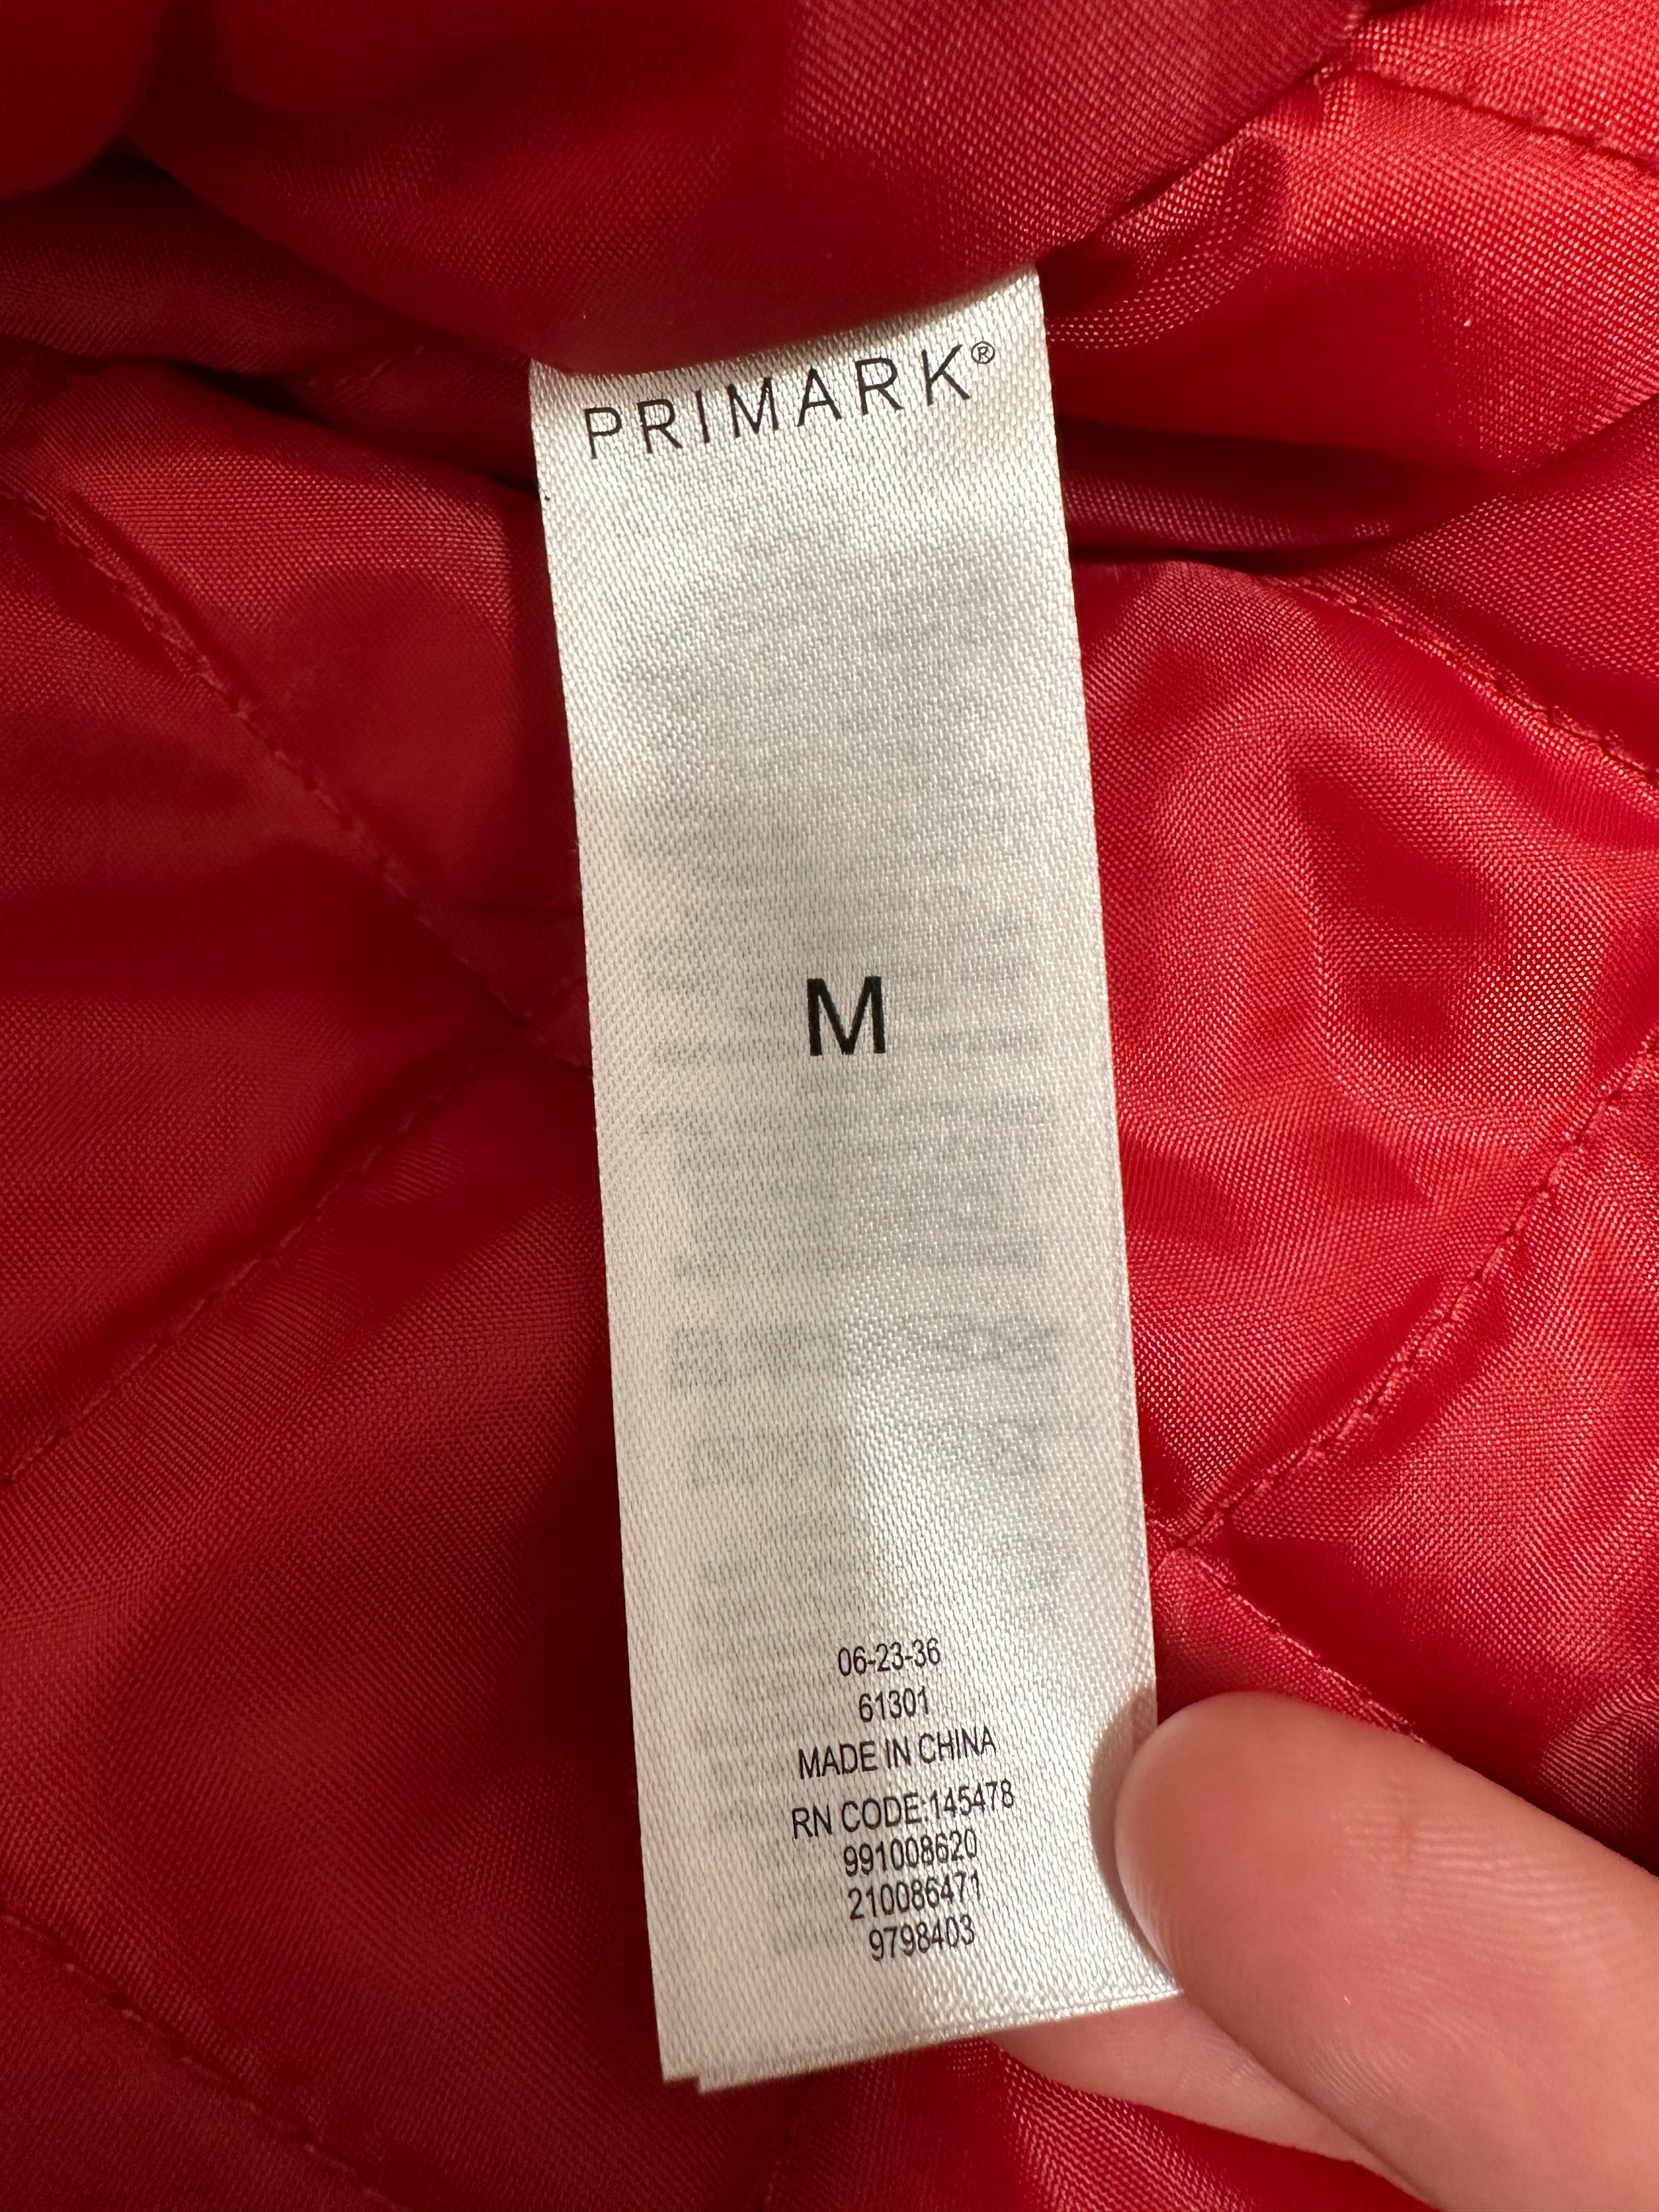 PRIMARK®
M
06-23-36
61301
MADE IN CHINA
RN CODE:145478
991008620
210086471
9798403